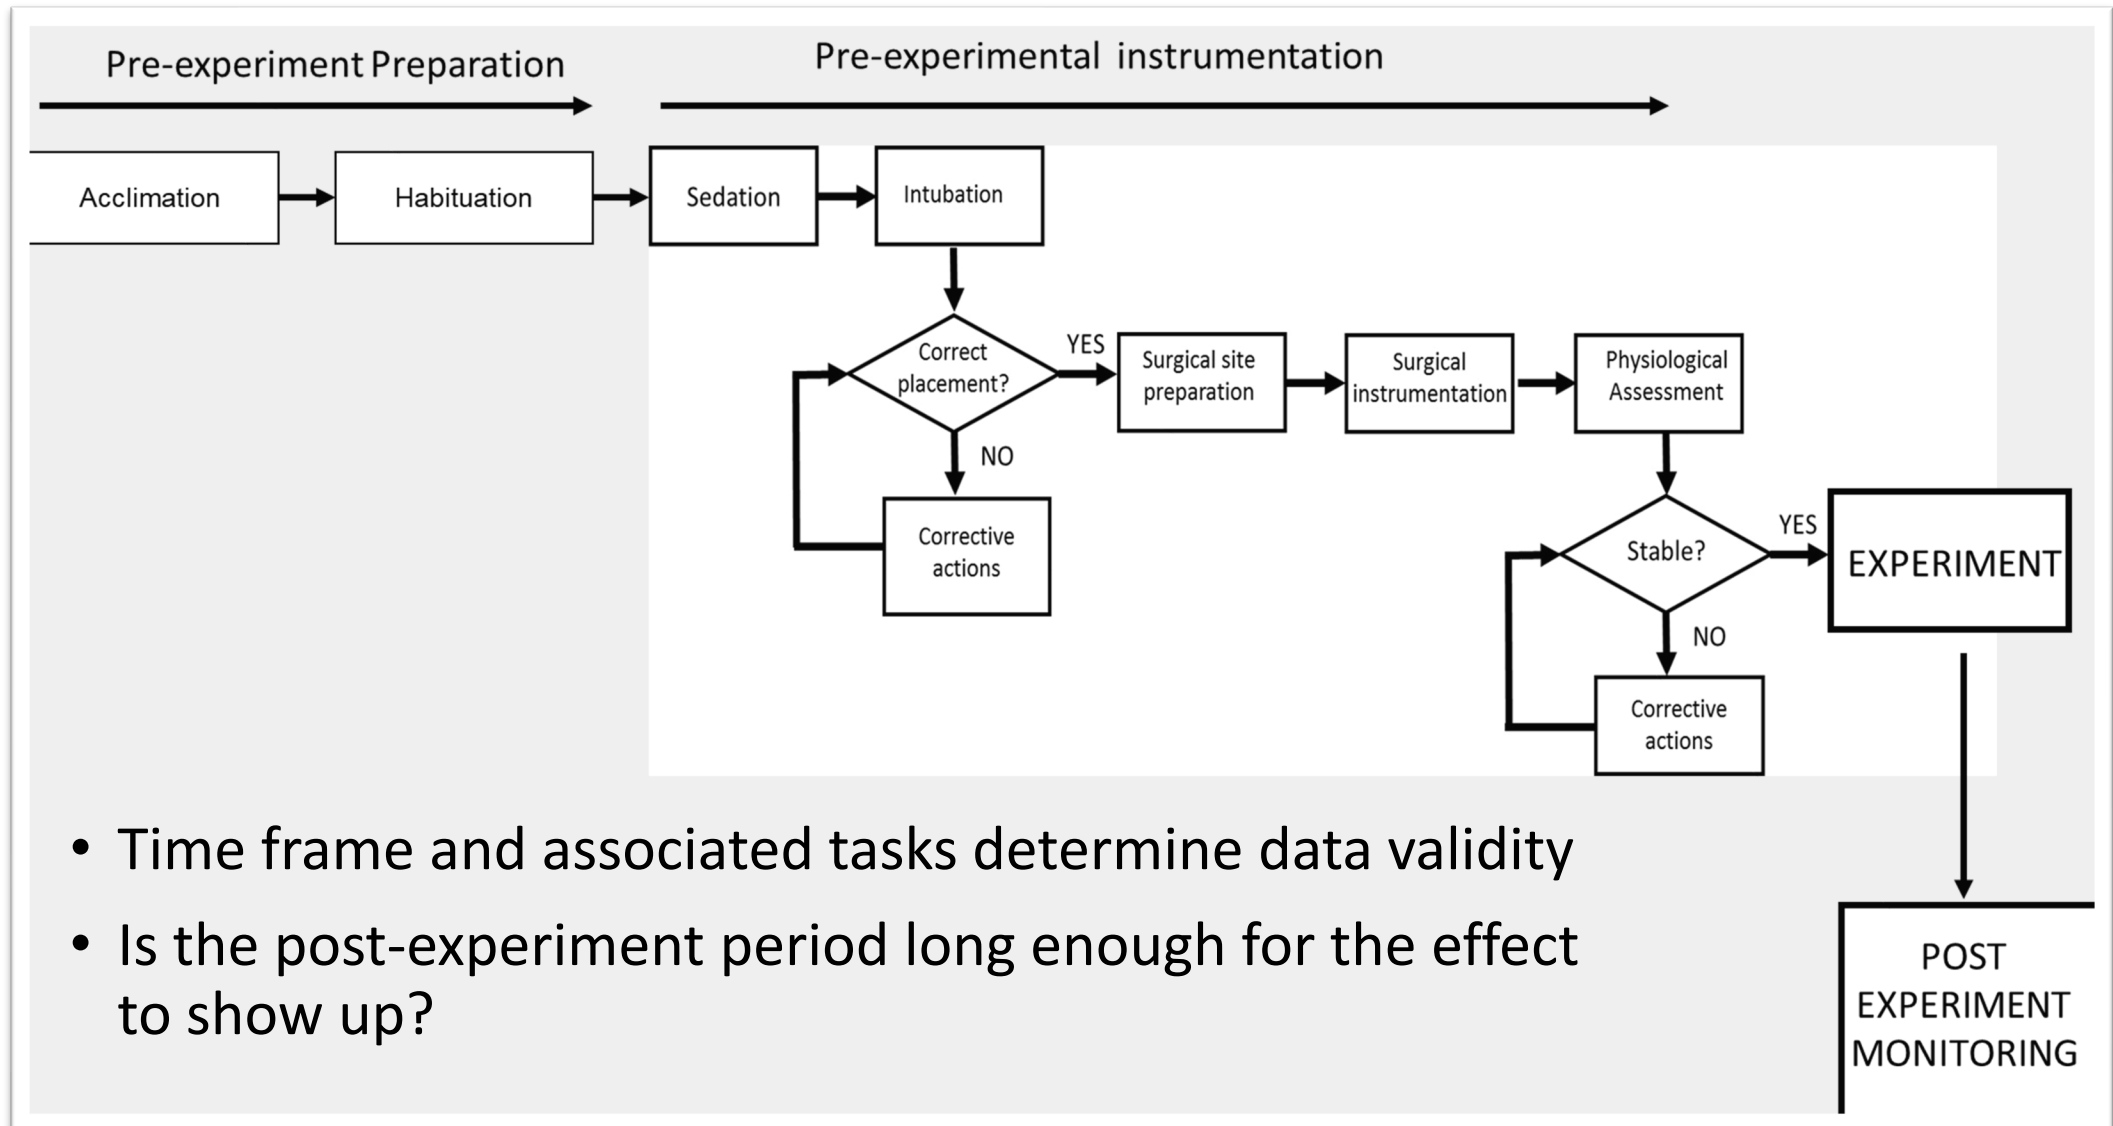 Pre-experiment Preparation
Pre-experimental instrumentation
Acclimation
Habituation
Sedation
Intubation
Correct
placement?
YES
Surgical site
preparation
Surgical
instrumentation
Physiological
Assessment
NO
Corrective
actions
Stable?
YES
EXPERIMENT
NO
Corrective
actions
• Time frame and associated tasks determine data validity
• Is the post-experiment period long enough for the effect
to show up?
POST
EXPERIMENT
MONITORING